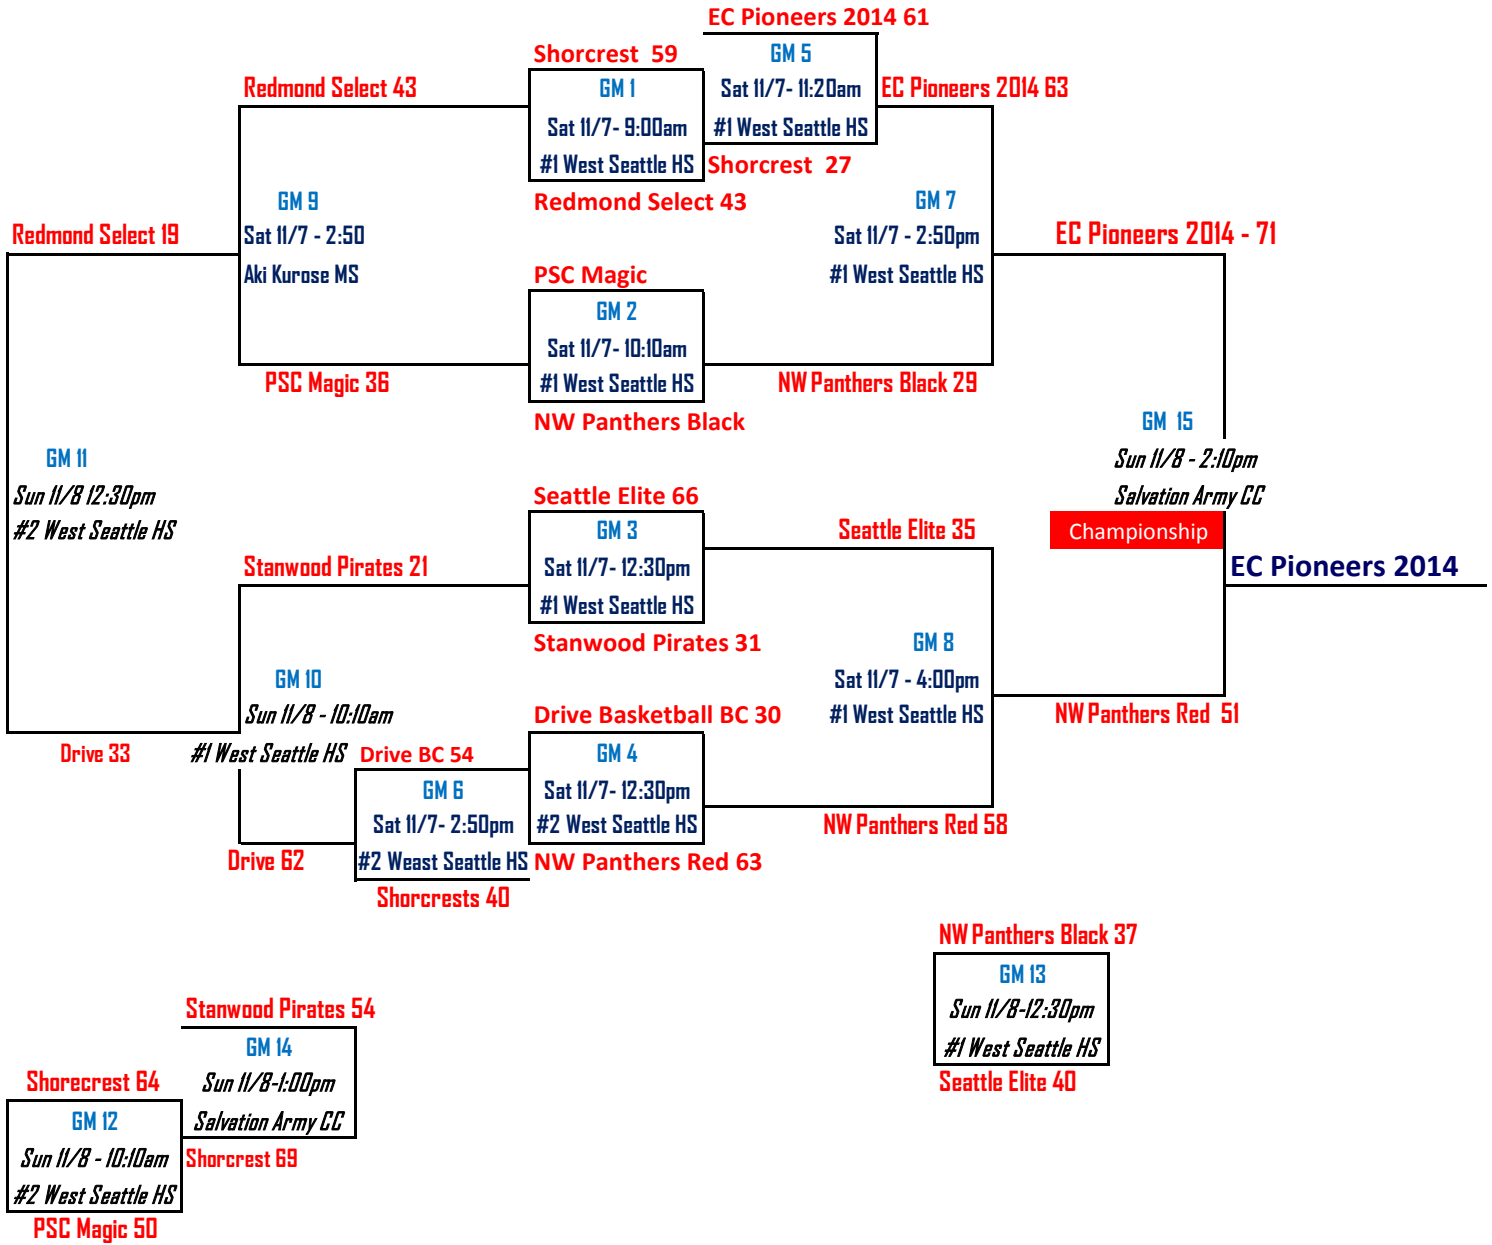 EC Pioneers 2014 61
Shorcrest  59
GM 5
Redmond Select 43
GM 1
Sat 11/7- 11:20am
EC Pioneers 2014 63
Sat 11/7- 9:00am
#1 West Seattle HS
#1 West Seattle HS
Shorcrest  27
GM 9
Redmond Select 43
GM 7
Redmond Select 19
Sat 11/7 - 2:50
Sat 11/7 - 2:50pm
EC Pioneers 2014 - 71
Aki Kurose MS
PSC Magic
#1 West Seattle HS
GM 2
Sat 11/7- 10:10am
PSC Magic 36
#1 West Seattle HS
NW Panthers Black 29
NW Panthers Black
GM  15
GM 11
Sun 11/8 - 2:10pm
Sun 11/8 12:30pm
Seattle Elite 66
Salvation Army CC
#2 West Seattle HS
GM 3
Seattle Elite 35
Championship
Stanwood Pirates 21
Sat 11/7- 12:30pm
EC Pioneers 2014
#1 West Seattle HS
Stanwood Pirates 31
GM 8
GM 10
Sat 11/7 - 4:00pm
Sun 11/8 - 10:10am
Drive Basketball BC 30
#1 West Seattle HS
NW Panthers Red  51
Drive 33
#1 West Seattle HS
Drive BC 54
GM 4
GM 6
Sat 11/7- 12:30pm
Sat 11/7- 2:50pm
#2 West Seattle HS
NW Panthers Red 58
Drive 62
#2 Weast Seattle HS
NW Panthers Red 63
Shorcrests 40
NW Panthers Black 37
GM 13
Stanwood Pirates 54
Sun 11/8-12:30pm
GM 14
#1 West Seattle HS
Shorecrest 64
Sun 11/8-1:00pm
Seattle Elite 40
GM 12
Salvation Army CC
Sun 11/8 - 10:10am
Shorcrest 69
#2 West Seattle HS
PSC Magic 50